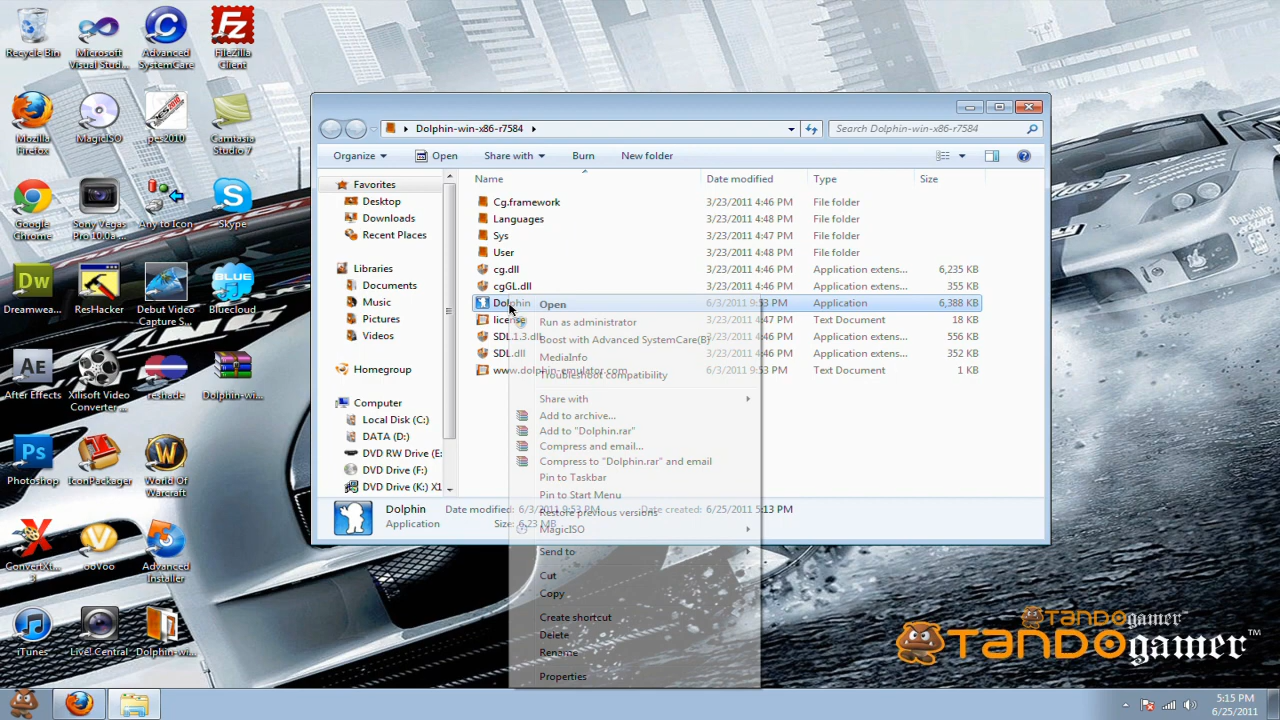 Recycle Bin
Microsoft Visual Stud...
Advanced SystemCare
FileZilla Client
Mozilla Firefox
MagicISO
pes2010
Camtasia Studio 7
Google Chrome
Sony Vegas Pro 10.0a ...
Any to Icon
Skype
Dreamwea...
ResHacker
Debut Video Capture S...
Bluecloud
After Effects
Xilisoft Video Converter ...
reshade
Dolphin-wi...
Photoshop
IconPackager
World Of Warcraft
ConvertXt... 3
ooVoo
Advanced Installer
iTunes
Live! Central
Dolphin-wi...
Dolphin-win-x86-r7584
Search Dolphin-win-x86-r7584
Organize
Open
Share with
Burn
New folder
Favorites
Desktop
Downloads
Recent Places
Libraries
Documents
Music
Pictures
Videos
Homegroup
Computer
Local Disk (C:)
DATA (D:)
DVD RW Drive (E:
DVD Drive (F:)
DVD Drive (K:) X1
Name Date modified Type Size
Cg.framework 3/23/2011 4:46 PM File folder
Languages 3/23/2011 4:48 PM File folder
Sys 3/23/2011 4:47 PM File folder
User 3/23/2011 4:48 PM File folder
cg.dll 3/23/2011 4:46 PM Application extens... 6,235 KB
cgGL.dll 3/23/2011 4:46 PM Application extens... 355 KB
Dolphin 6/3/2011 9:53 PM Application 6,388 KB
license 3/23/2011 4:47 PM Text Document 18 KB
SDL.1.3.dll 3/23/2011 4:46 PM Application extens... 556 KB
SDL.dll 3/23/2011 4:46 PM Application extens... 352 KB
www.dolphin-emulator.com 6/3/2011 9:53 PM Text Document 1 KB
Open
Run as administrator
Boost with Advanced SystemCare(B)
MediaInfo
Troubleshoot compatibility
Share with
Add to archive...
Add to "Dolphin.rar"
Compress and email...
Compress to "Dolphin.rar" and email
Pin to Taskbar
Pin to Start Menu
Restore previous versions
MagicISO
Send to
Cut
Copy
Create shortcut
Delete
Rename
Properties
Dolphin Date modified: 6/3/2011 9:53 PM Date created: 6/25/2011 5:13 PM
Application Size: 6.23 MB
TANDOgamer™
TANDOgamer™
5:15 PM
6/25/2011